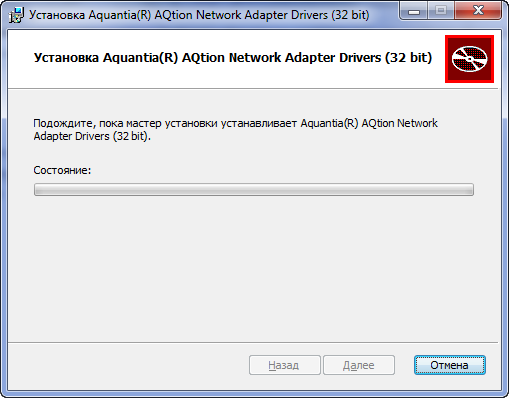 Установка Aquantia(R) AQtion Network Adapter Drivers (32 bit)
Установка Aquantia(R) AQtion Network Adapter Drivers (32 bit)
Подождите, пока мастер установки устанавливает Aquantia(R) AQtion Network
Adapter Drivers (32 bit).
Состояние:
Назад Далее Отмена